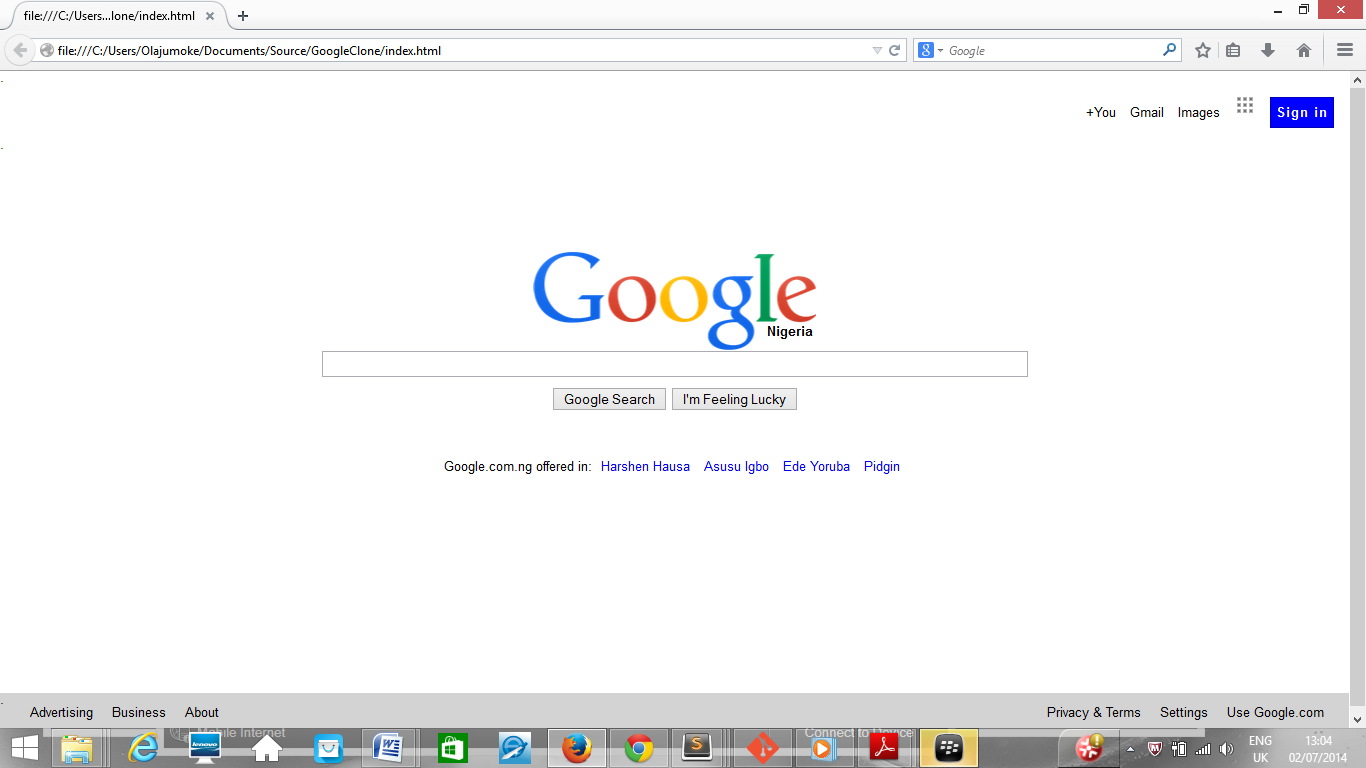 file:///C:/Users...lone/index.html
file:///C:/Users/Olajumoke/Documents/Source/GoogleClone/index.html
8 Google
.
+You Gmail Images Sign in
.
Google
Nigeria
Google Search I'm Feeling Lucky
Google.com.ng offered in: Harshen Hausa Asusu Igbo Ede Yoruba Pidgin
.
Advertising Business About Privacy & Terms Settings Use Google.com
Mobile Internet Connect to Device
lenovo
W
S
ENG 13:04
UK 02/07/2014